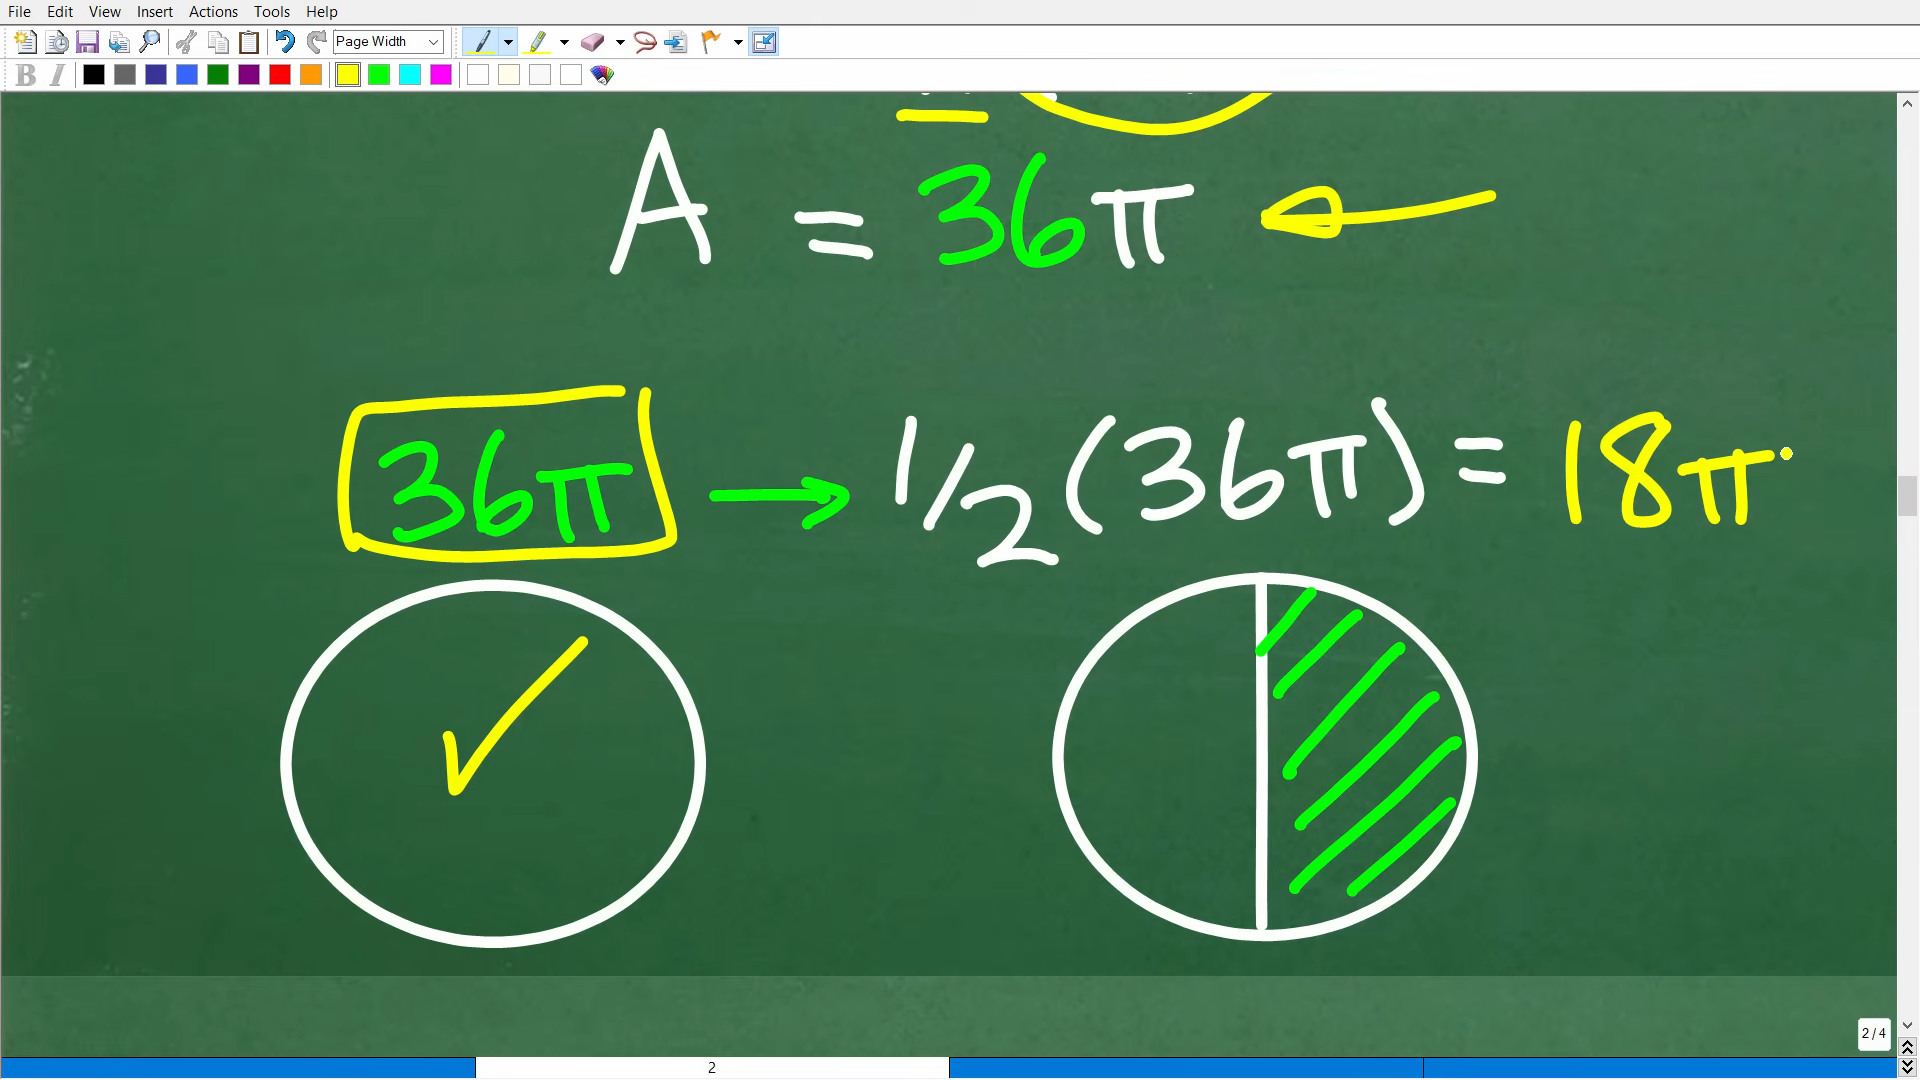 File Edit View Insert Actions Tools Help
Page Width
B I
A = 36π
36π → 1/2 (36π) = 18π
2 / 4
2